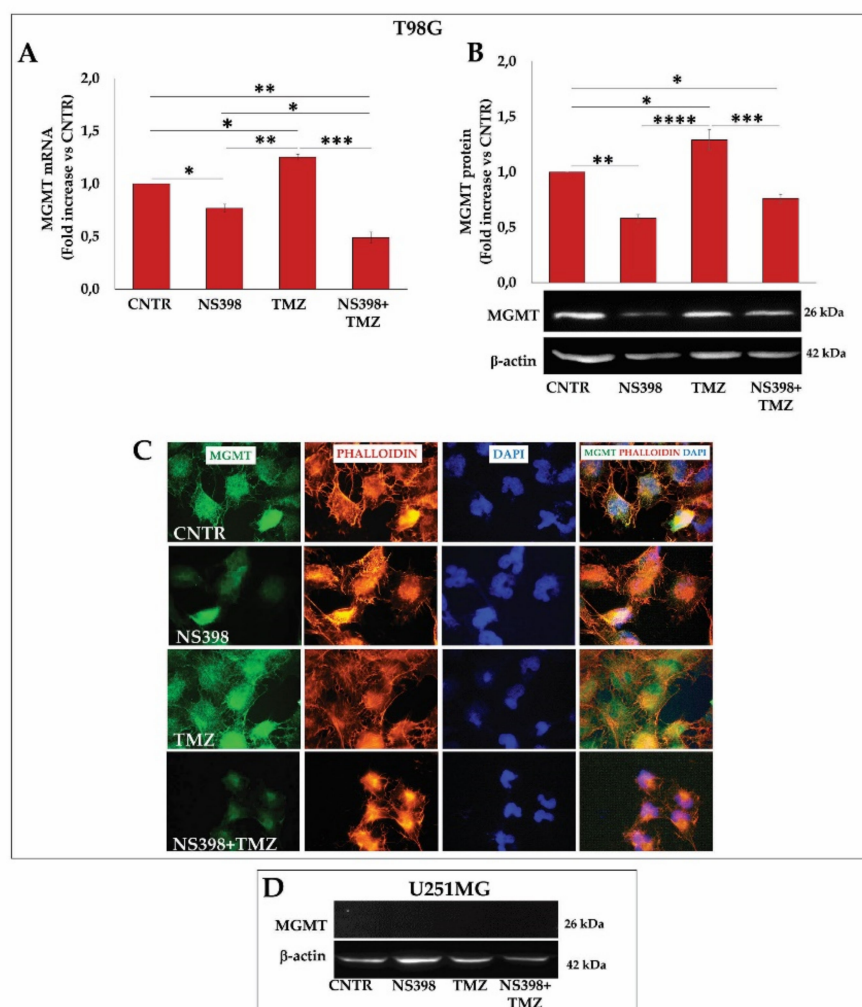 T98G
A
MGMT mRNA
(Fold increase vs CNTR)
2,0
1,5
1,0
0,5
0,0
**
*
*
**
***
*
CNTR
NS398
TMZ
NS398+
TMZ
B
MGMT protein
(Fold increase vs CNTR)
2,0
1,5
1,0
0,5
0,0
*
*
****
***
**
MGMT
26 kDa
β-actin
42 kDa
CNTR
NS398
TMZ
NS398+
TMZ
C
MGMT
PHALLOIDIN
DAPI
MGMT PHALLOIDIN DAPI
CNTR
NS398
TMZ
NS398+TMZ
D
U251MG
MGMT
26 kDa
β-actin
42 kDa
CNTR
NS398
TMZ
NS398+
TMZ